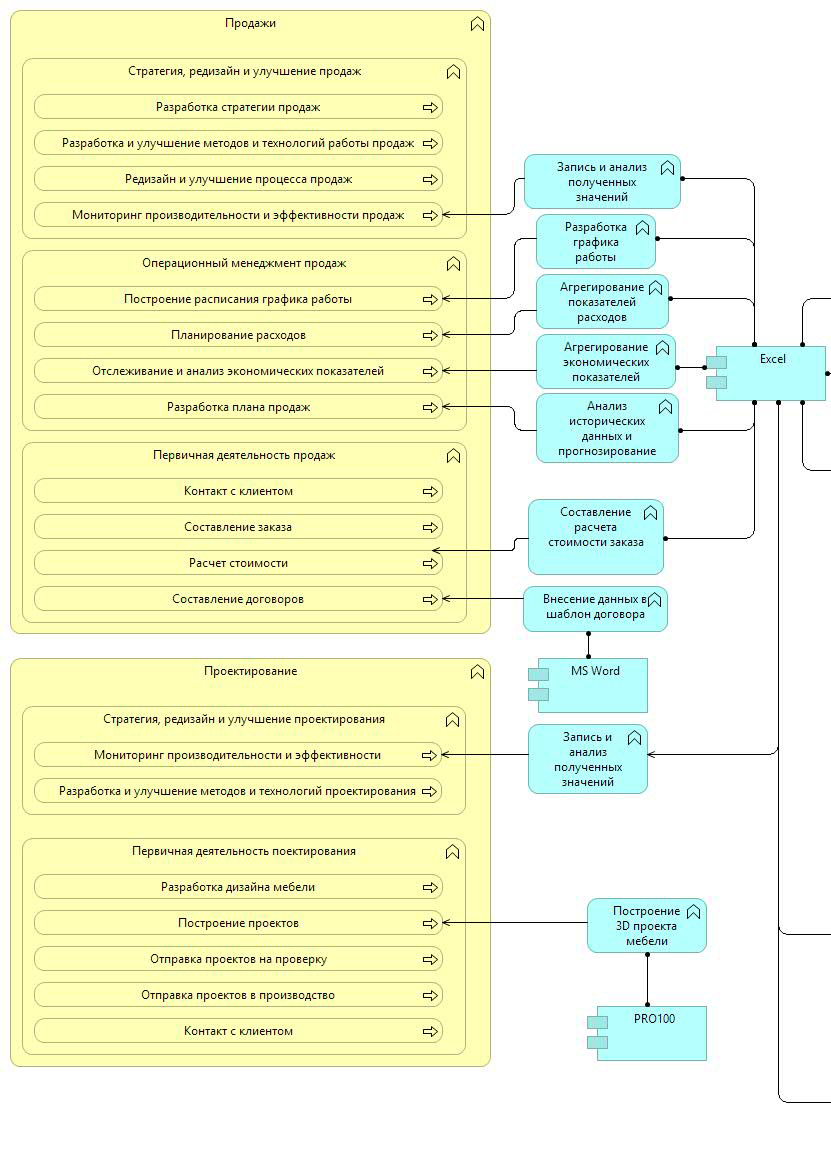 Продажи
Стратегия, редизайн и улучшение продаж
Разработка стратегии продаж
Разработка и улучшение методов и технологий работы продаж
Редизайн и улучшение процесса продаж
Мониторинг производительности и эффективности продаж
Операционный менеджмент продаж
Построение расписания графика работы
Планирование расходов
Отслеживание и анализ экономических показателей
Разработка плана продаж
Первичная деятельность продаж
Контакт с клиентом
Составление заказа
Расчет стоимости
Составление договоров
Запись и анализ
полученных
значений
Разработка
графика
работы
Агрегирование
показателей
расходов
Агрегирование
экономических
показателей
Анализ
исторических
данных и
прогнозирование
Составление
расчета
стоимости заказа
Внесение данных в
шаблон договора
Excel
MS Word
Проектирование
Стратегия, редизайн и улучшение проектирования
Мониторинг производительности и эффективности
Разработка и улучшение методов и технологий проектирования
Первичная деятельность поектирования
Разработка дизайна мебели
Построение проектов
Отправка проектов на проверку
Отправка проектов в производство
Контакт с клиентом
Запись и
анализ
полученных
значений
Построение
3D проекта
мебели
PRO100